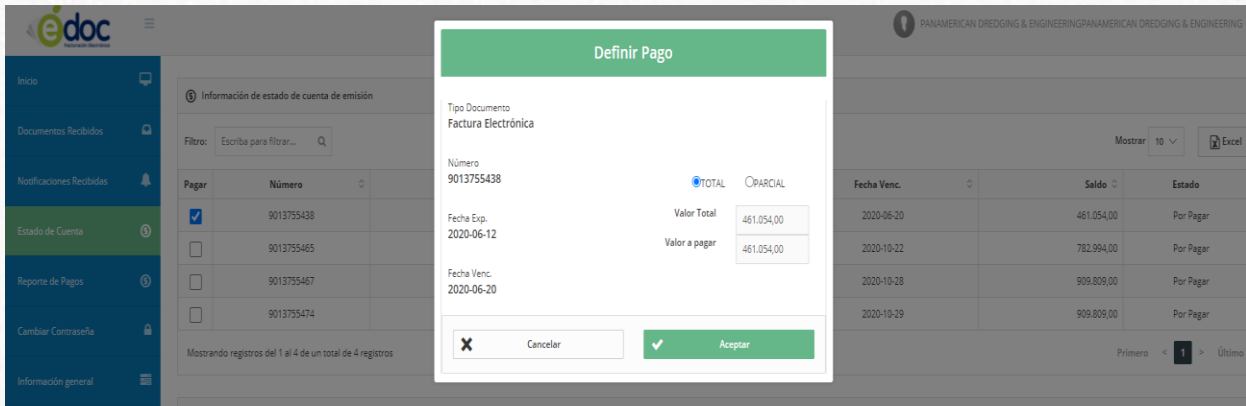 edoc
Facturación Electrónica
PANAMERICAN DREDGING & ENGINEERINGPANAMERICAN DREDGING & ENGINEERING
Inicio
Documentos Recibidos
Notificaciones Recibidas
Estado de Cuenta
Reporte de Pagos
Cambiar Contraseña
Información general
Información de estado de cuenta de emisión
Filtro: Escriba para filtrar...
Mostrar 10 Excel
Pagar Número Fecha Venc. Saldo Estado
9013755438 2020-06-20 461.054,00 Por Pagar
9013755465 2020-10-22 782.994,00 Por Pagar
9013755467 2020-10-28 909.809,00 Por Pagar
9013755474 2020-10-29 909.809,00 Por Pagar
Mostrando registros del 1 al 4 de un total de 4 registros
Primero < 1 > Último
Definir Pago
Tipo Documento
Factura Electrónica
Número
9013755438
TOTAL PARCIAL
Fecha Exp.
2020-06-12
Valor Total 461.054,00
Valor a pagar 461.054,00
Fecha Venc.
2020-06-20
Cancelar Aceptar